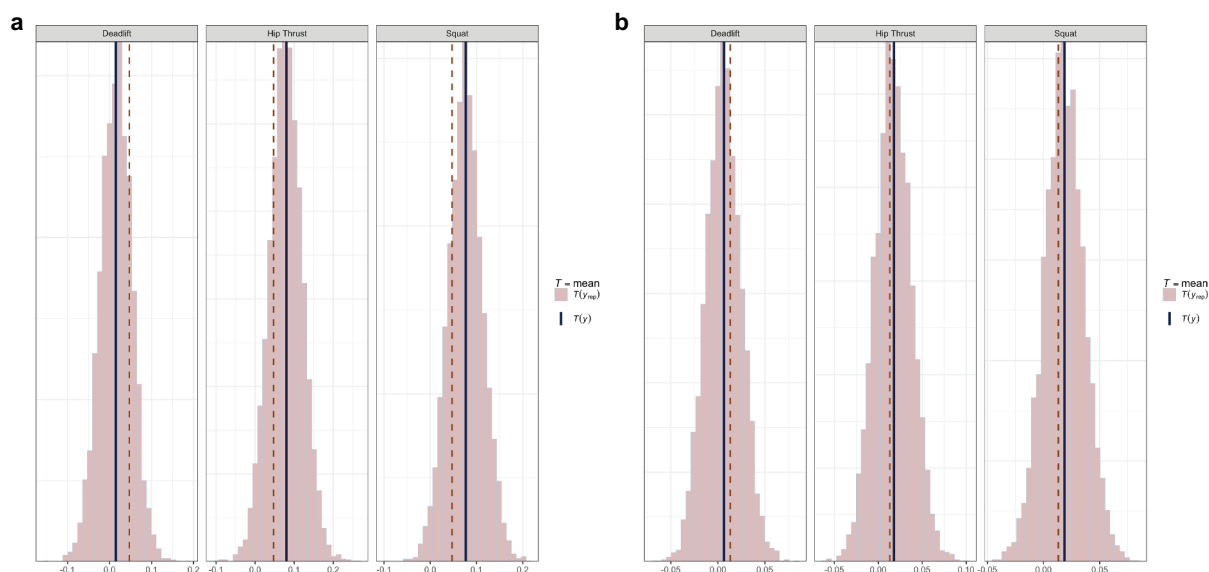 a
Deadlift
Hip Thrust
Squat
-0.1 0.0 0.1 0.2
-0.1 0.0 0.1 0.2
-0.1 0.0 0.1 0.2
T = mean
T(yrep)
T(y)
b
Deadlift
Hip Thrust
Squat
-0.05 0.00 0.05
-0.05 0.00 0.05 0.10
-0.05 0.00 0.05
T = mean
T(yrep)
T(y)